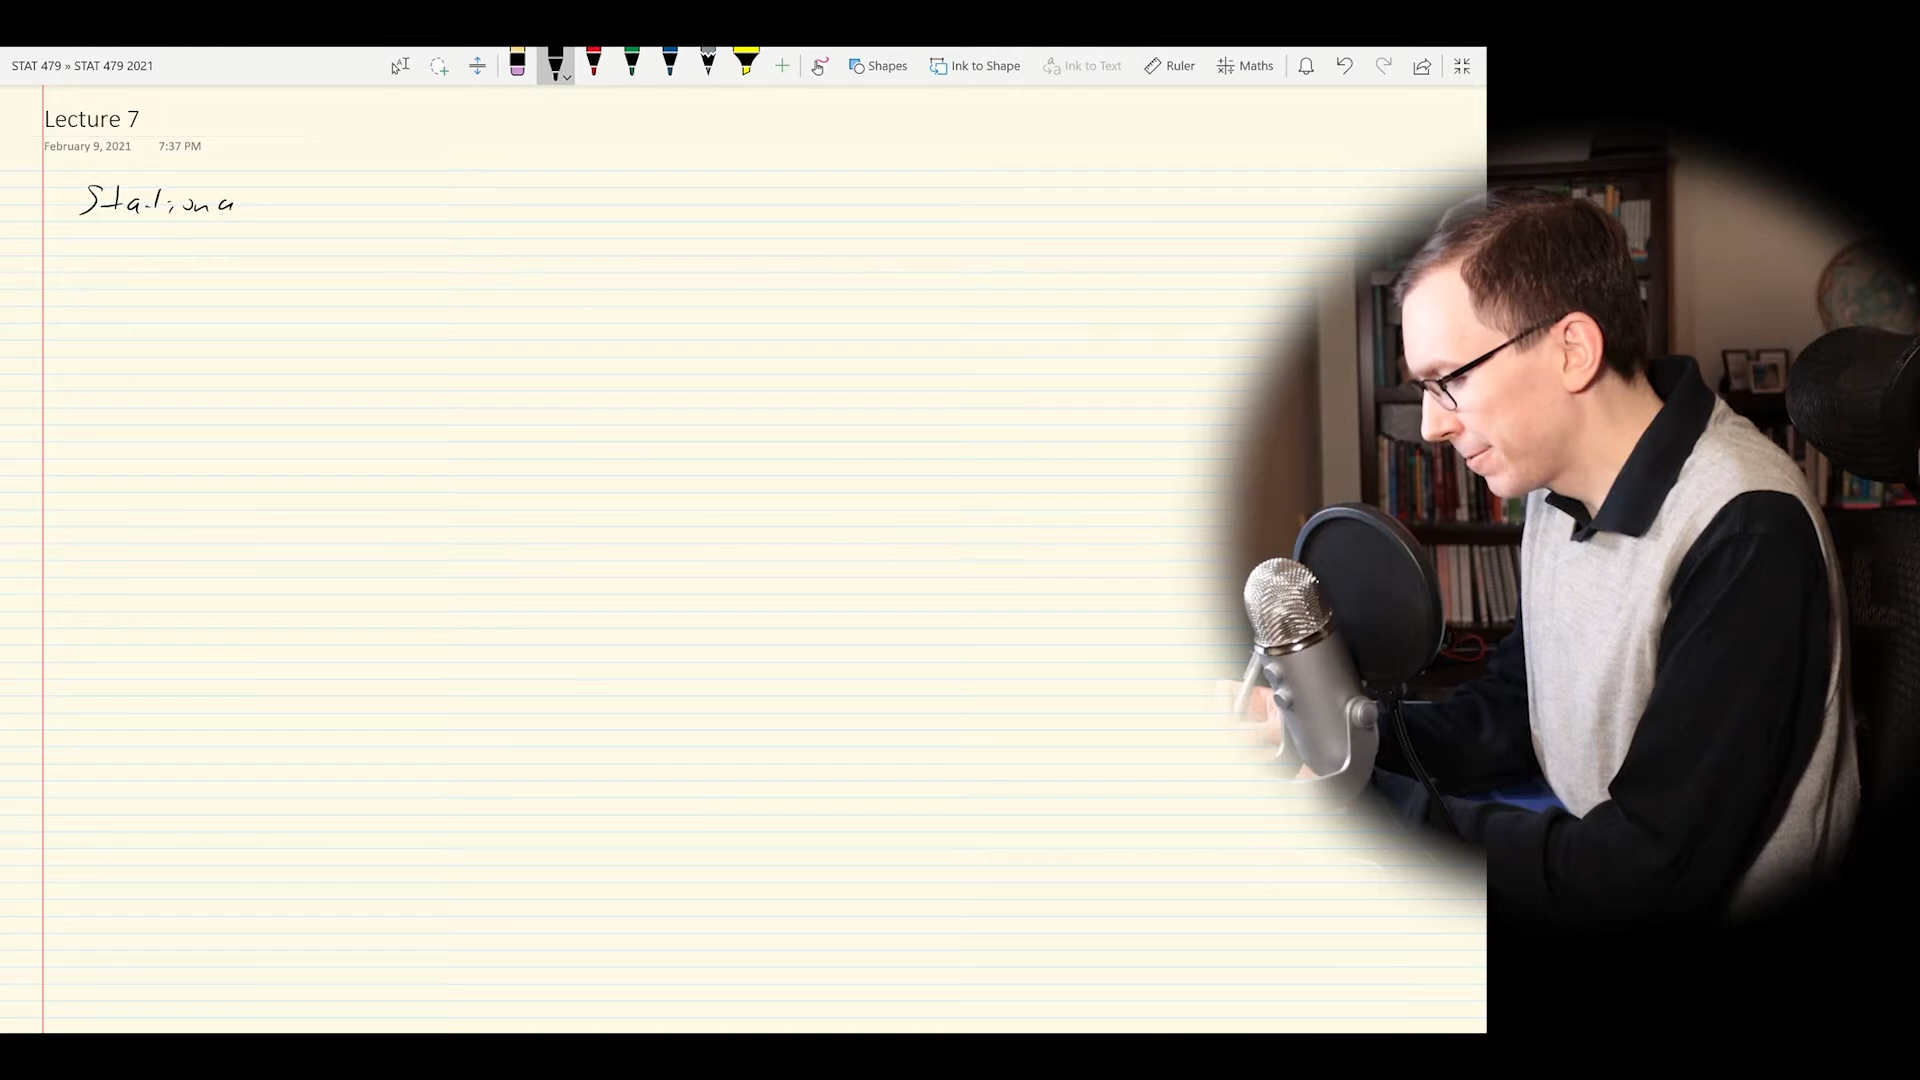 STAT 479 » STAT 479 2021
Shapes
Ink to Shape
Ink to Text
Ruler
Maths
Lecture 7
February 9, 2021 7:37 PM
Stationa